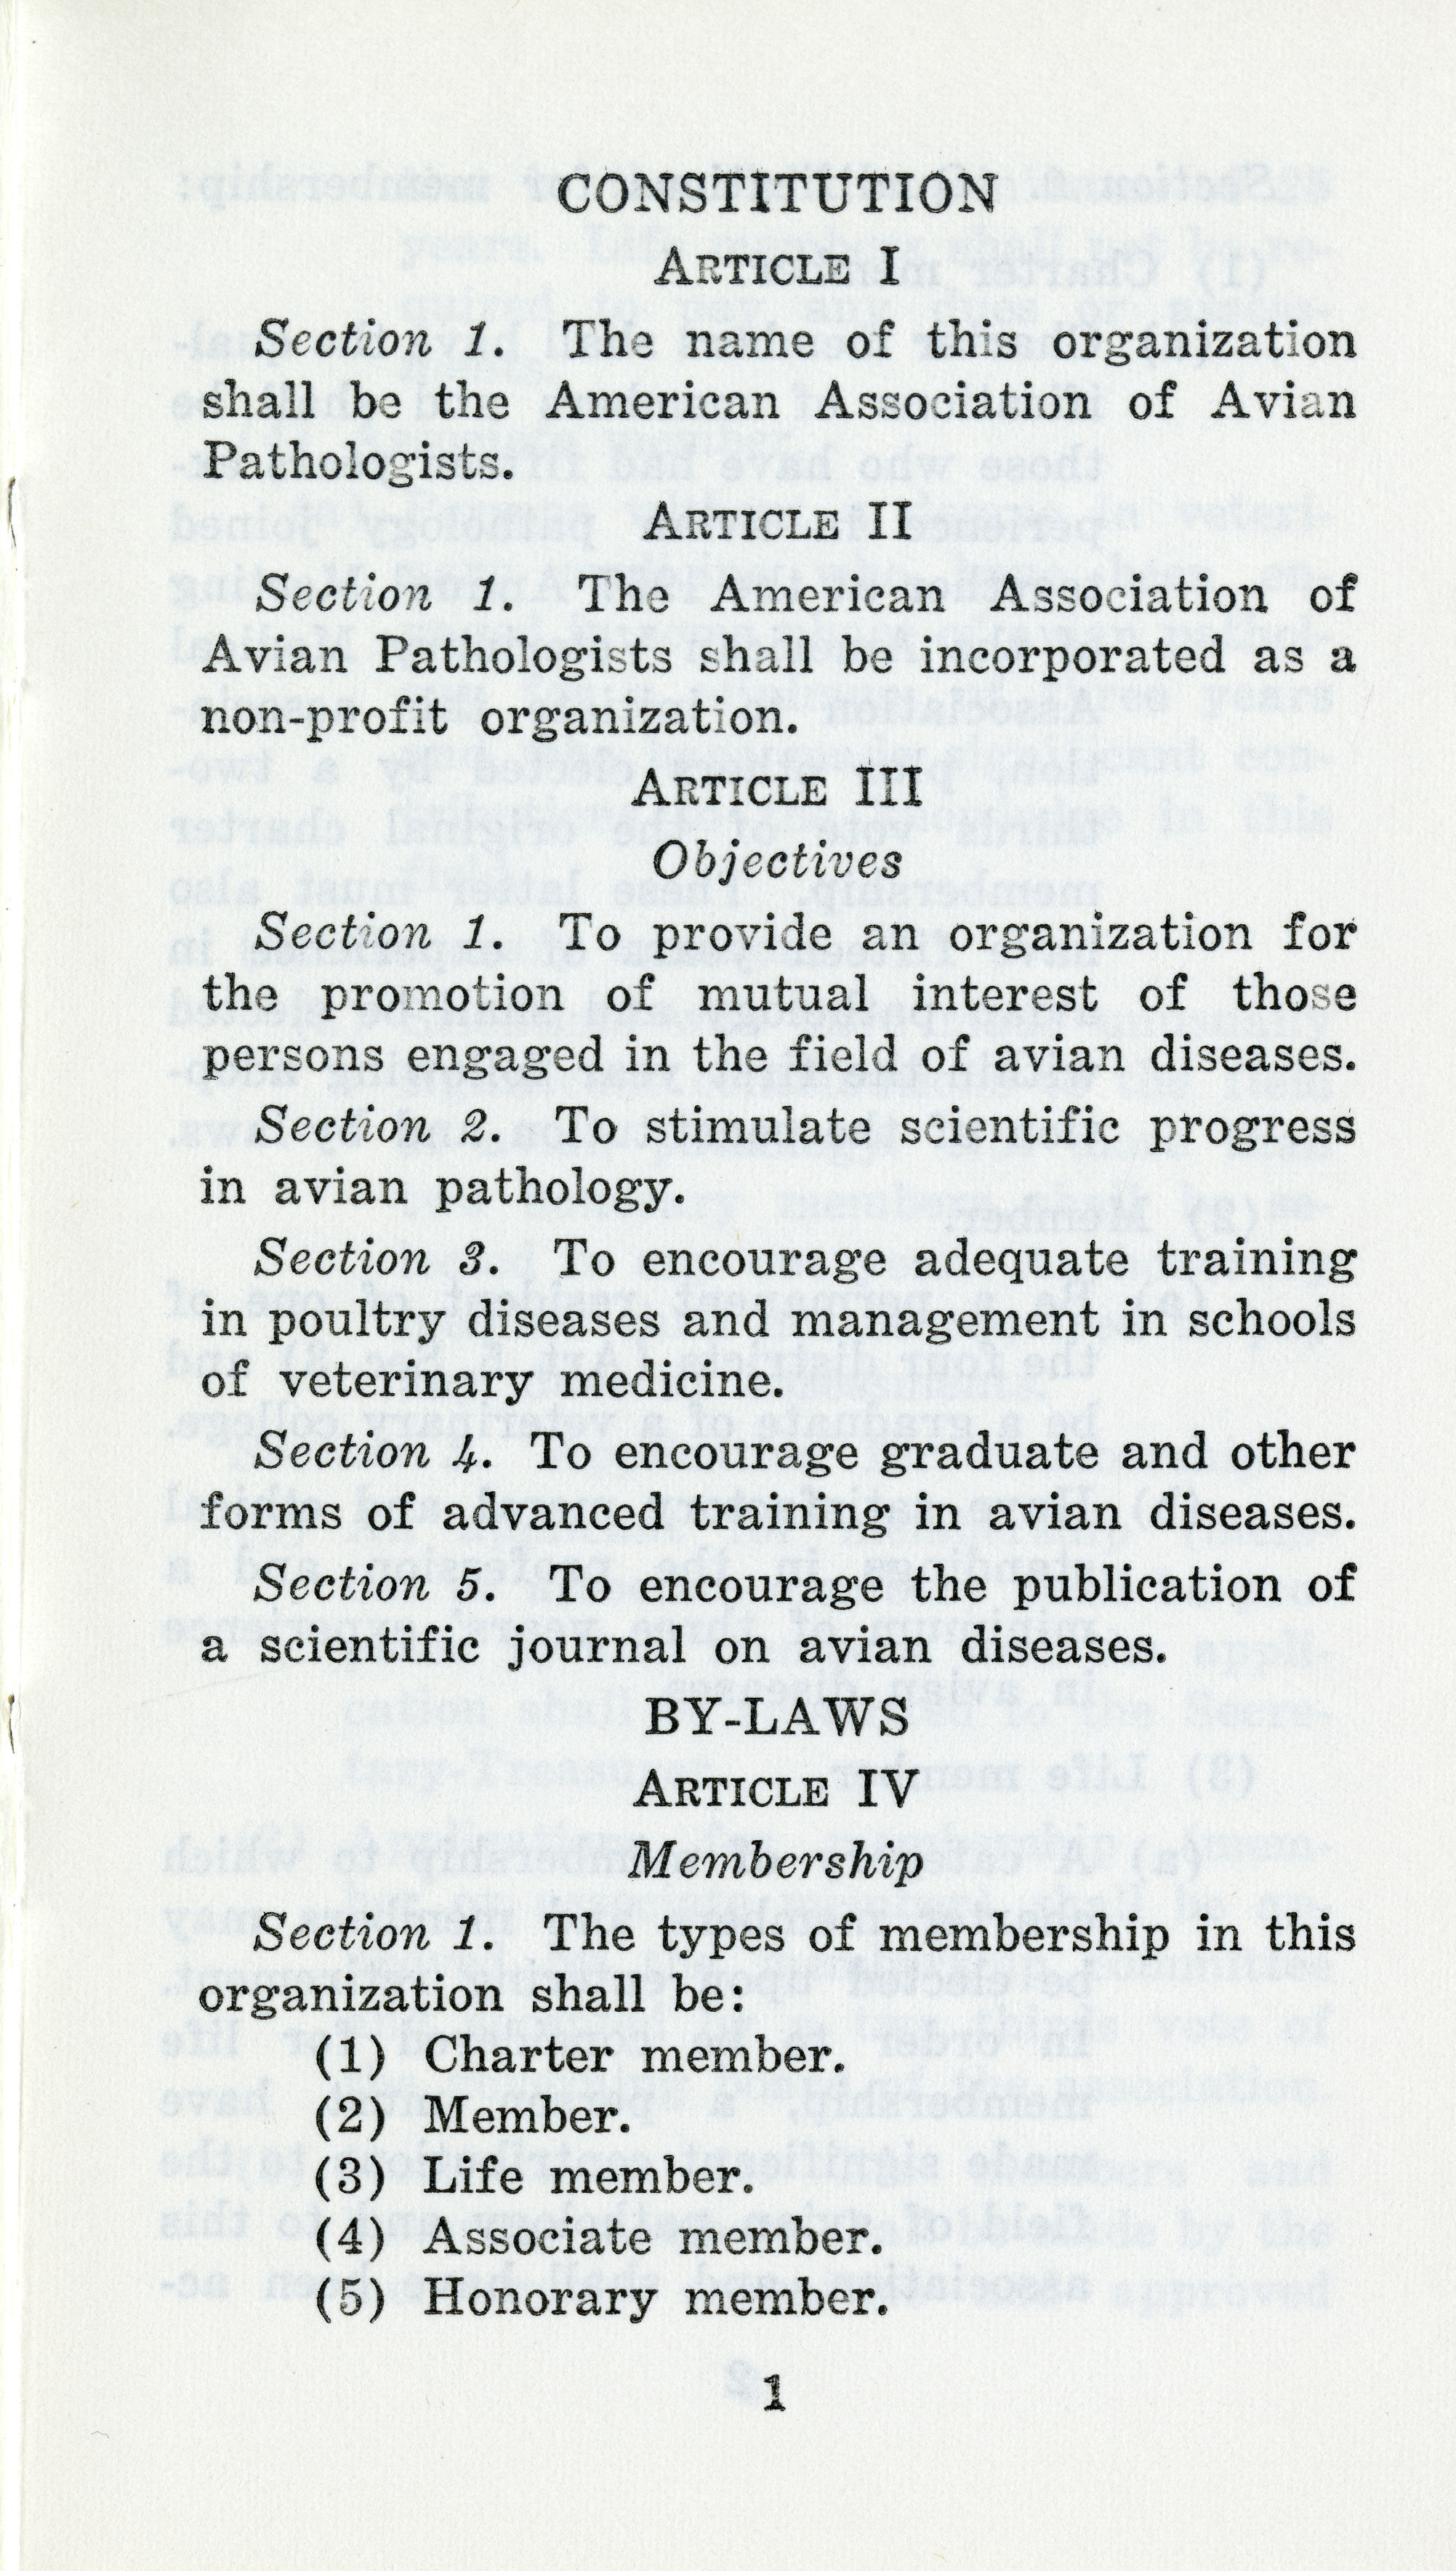 CONSTITUTION
ARTICLE I
Section 1. The name of this organization
shall be the American Association of Avian
Pathologists.
ARTICLE II
Section 1. The American Association of
Avian Pathologists shall be incorporated as a
non-profit organization.
ARTICLE III
Objectives
Section 1. To provide an organization for
the promotion of mutual interest of those
persons engaged in the field of avian diseases.
Section 2. To stimulate scientific progress
in avian pathology.
Section 3. To encourage adequate training
in poultry diseases and management in schools
of veterinary medicine.
Section 4. To encourage graduate and other
forms of advanced training in avian diseases.
Section 5. To encourage the publication of
a scientific journal on avian diseases.
BY-LAWS
ARTICLE IV
Membership
Section 1. The types of membership in this
organization shall be:
(1) Charter member.
(2) Member.
(3) Life member.
(4) Associate member.
(5) Honorary member.
1